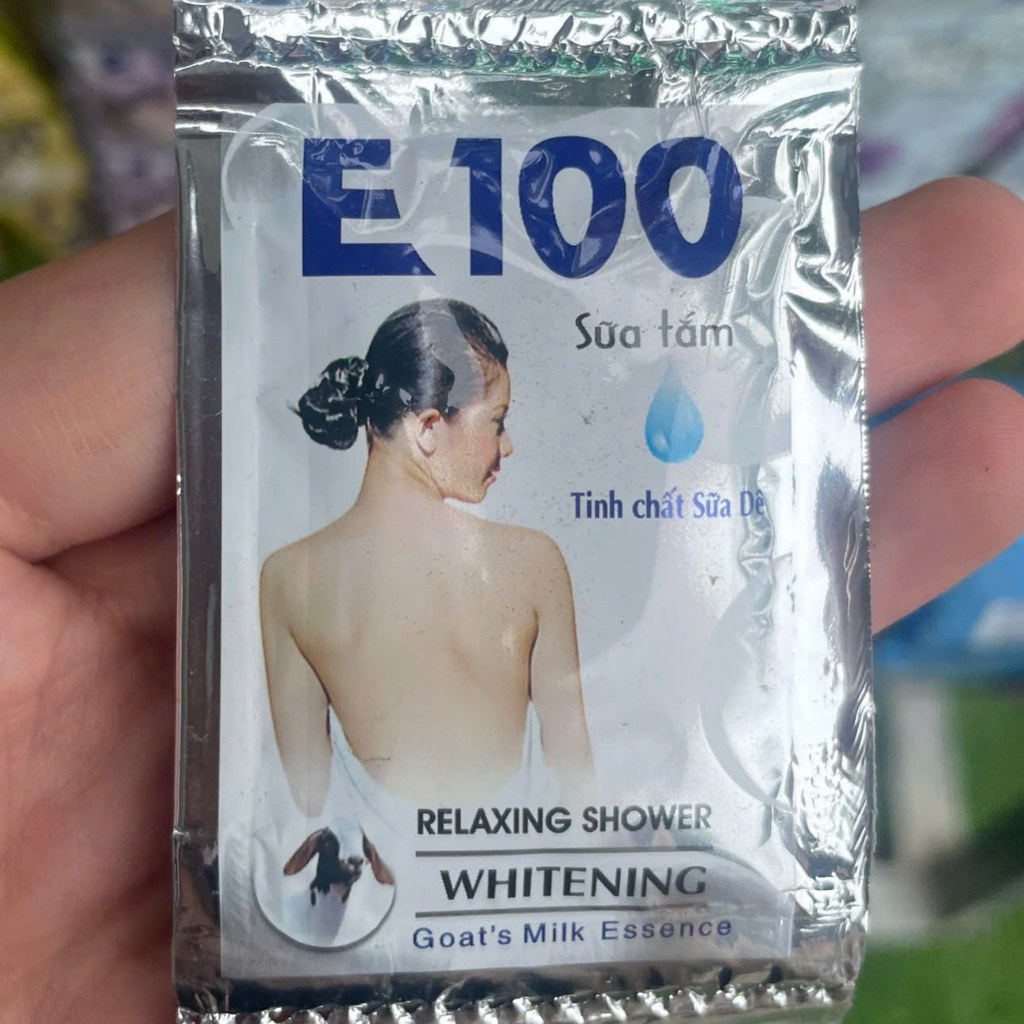 E100
Sữa tắm
Tinh chất Sữa Dê
RELAXING SHOWER
WHITENING
Goat's Milk Essence